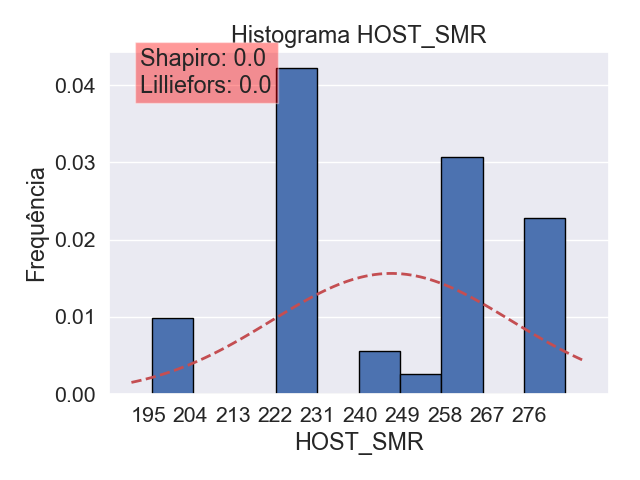 Histograma HOST_SMR
Shapiro: 0.0
Lilliefors: 0.0
Frequência
0.04
0.03
0.02
0.01
0.00
195 204 213 222 231 240 249 258 267 276
HOST_SMR